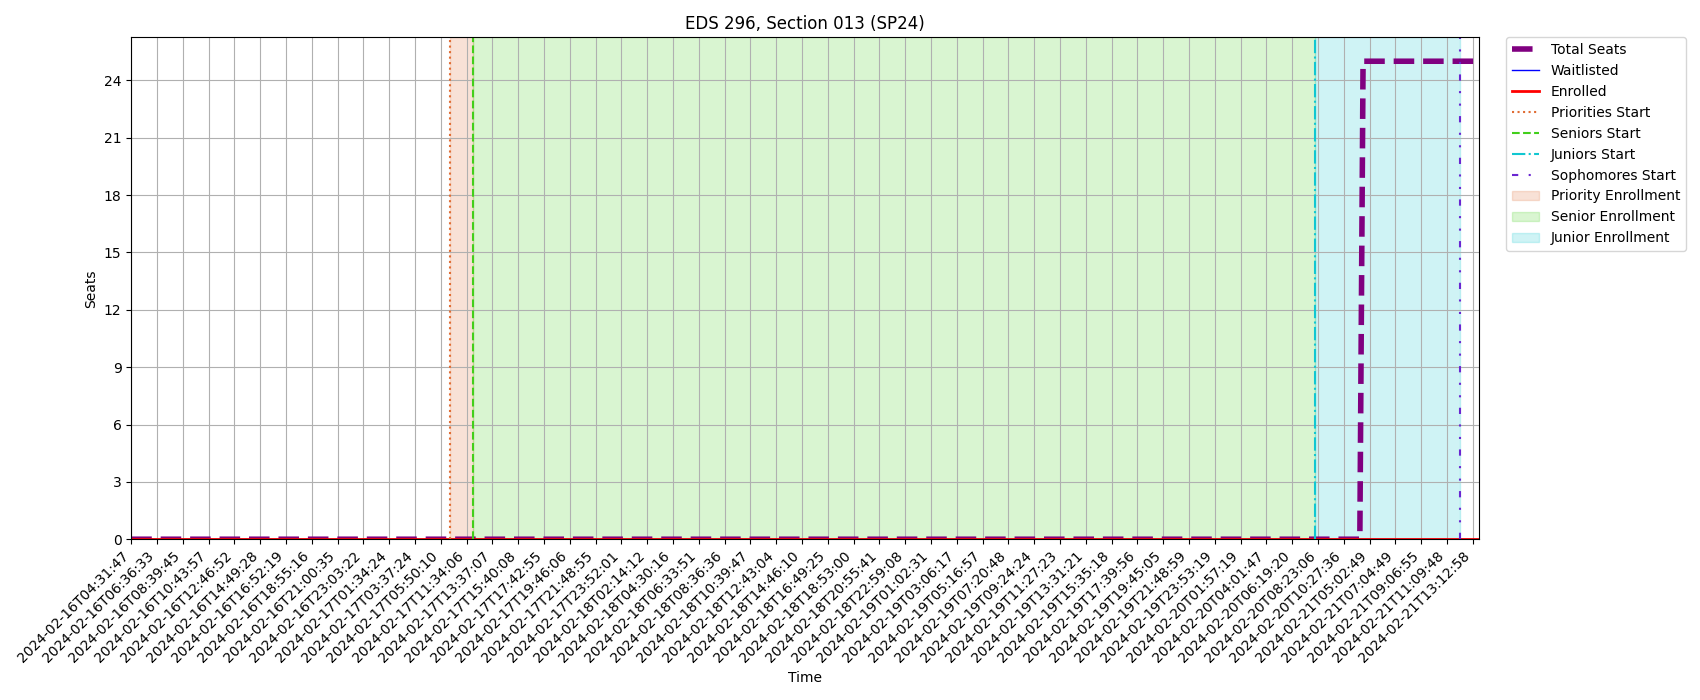 EDS 296, Section 013 (SP24)
Total Seats
Waitlisted
Enrolled
Priorities Start
Seniors Start
Juniors Start
Sophomores Start
Priority Enrollment
Senior Enrollment
Junior Enrollment
Seats
24
21
18
15
12
9
6
3
0
2024-02-16T04:31:47
2024-02-16T06:36:33
2024-02-16T08:39:45
2024-02-16T10:43:57
2024-02-16T12:46:52
2024-02-16T14:49:28
2024-02-16T16:52:19
2024-02-16T18:55:16
2024-02-16T21:00:35
2024-02-16T23:03:22
2024-02-17T01:34:24
2024-02-17T03:37:24
2024-02-17T05:50:10
2024-02-17T11:34:06
2024-02-17T13:37:07
2024-02-17T15:40:08
2024-02-17T17:42:55
2024-02-17T19:46:06
2024-02-17T21:48:55
2024-02-17T23:52:01
2024-02-18T02:14:12
2024-02-18T04:30:16
2024-02-18T06:33:51
2024-02-18T08:36:36
2024-02-18T10:39:47
2024-02-18T12:43:04
2024-02-18T14:46:10
2024-02-18T16:49:25
2024-02-18T18:53:00
2024-02-18T20:55:41
2024-02-18T22:59:08
2024-02-19T01:02:31
2024-02-19T03:06:17
2024-02-19T05:16:57
2024-02-19T07:20:48
2024-02-19T09:24:24
2024-02-19T11:27:23
2024-02-19T13:31:21
2024-02-19T15:35:18
2024-02-19T17:39:56
2024-02-19T19:45:05
2024-02-19T21:48:59
2024-02-19T23:53:19
2024-02-20T01:57:19
2024-02-20T04:01:47
2024-02-20T06:19:20
2024-02-20T08:23:06
2024-02-20T10:27:36
2024-02-21T05:02:49
2024-02-21T07:04:49
2024-02-21T09:06:55
2024-02-21T11:09:48
2024-02-21T13:12:58
Time